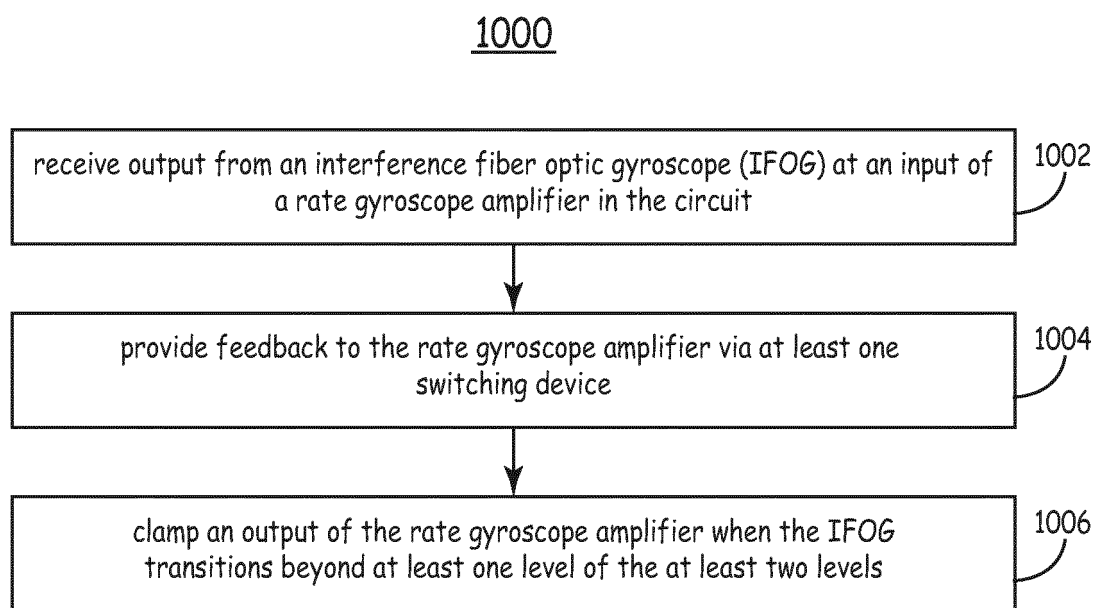 1000
receive output from an interference fiber optic gyroscope (IFOG) at an input of
a rate gyroscope amplifier in the circuit
1002
provide feedback to the rate gyroscope amplifier via at least one
switching device
1004
clamp an output of the rate gyroscope amplifier when the IFOG
transitions beyond at least one level of the at least two levels
1006